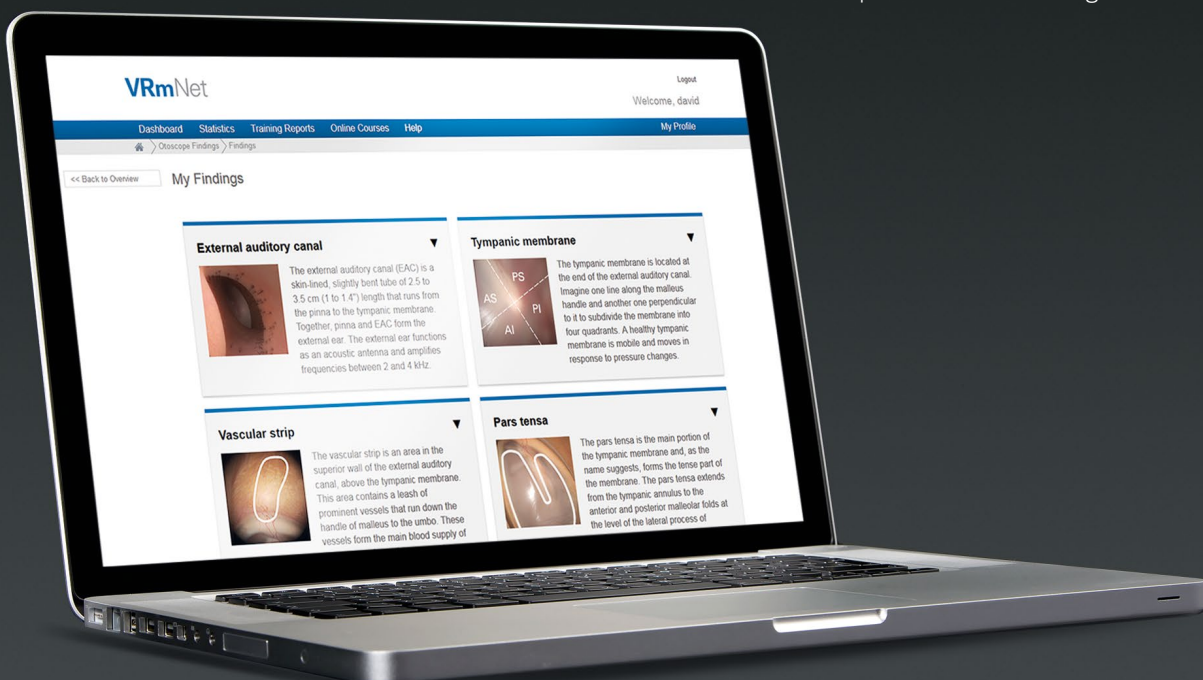 VRmNet
Logout
Welcome, david
Dashboard Statistics Training Reports Online Courses Help My Profile
Otoscope Findings Findings
<< Back to Overview
My Findings
External auditory canal
The external auditory canal (EAC) is a
skin-lined, slightly bent tube of 2.5 to
3.5 cm (1 to 1.4") length that runs from
the pinna to the tympanic membrane.
Together, pinna and EAC form the
external ear. The external ear functions
as an acoustic antenna and amplifies
frequencies between 2 and 4 kHz.
Tympanic membrane
PS
AS
PI
AI
The tympanic membrane is located at
the end of the external auditory canal.
Imagine one line along the malleus
handle and another one perpendicular
to it to subdivide the membrane into
four quadrants. A healthy tympanic
membrane is mobile and moves in
response to pressure changes.
Vascular strip
The vascular strip is an area in the
superior wall of the external auditory
canal, above the tympanic membrane.
This area contains a leash of
prominent vessels that run down the
handle of malleus to the umbo. These
vessels form the main blood supply of
Pars tensa
The pars tensa is the main portion of
the tympanic membrane and, as the
name suggests, forms the tense part of
the membrane. The pars tensa extends
from the tympanic annulus to the
anterior and posterior malleolar folds at
the level of the lateral process of